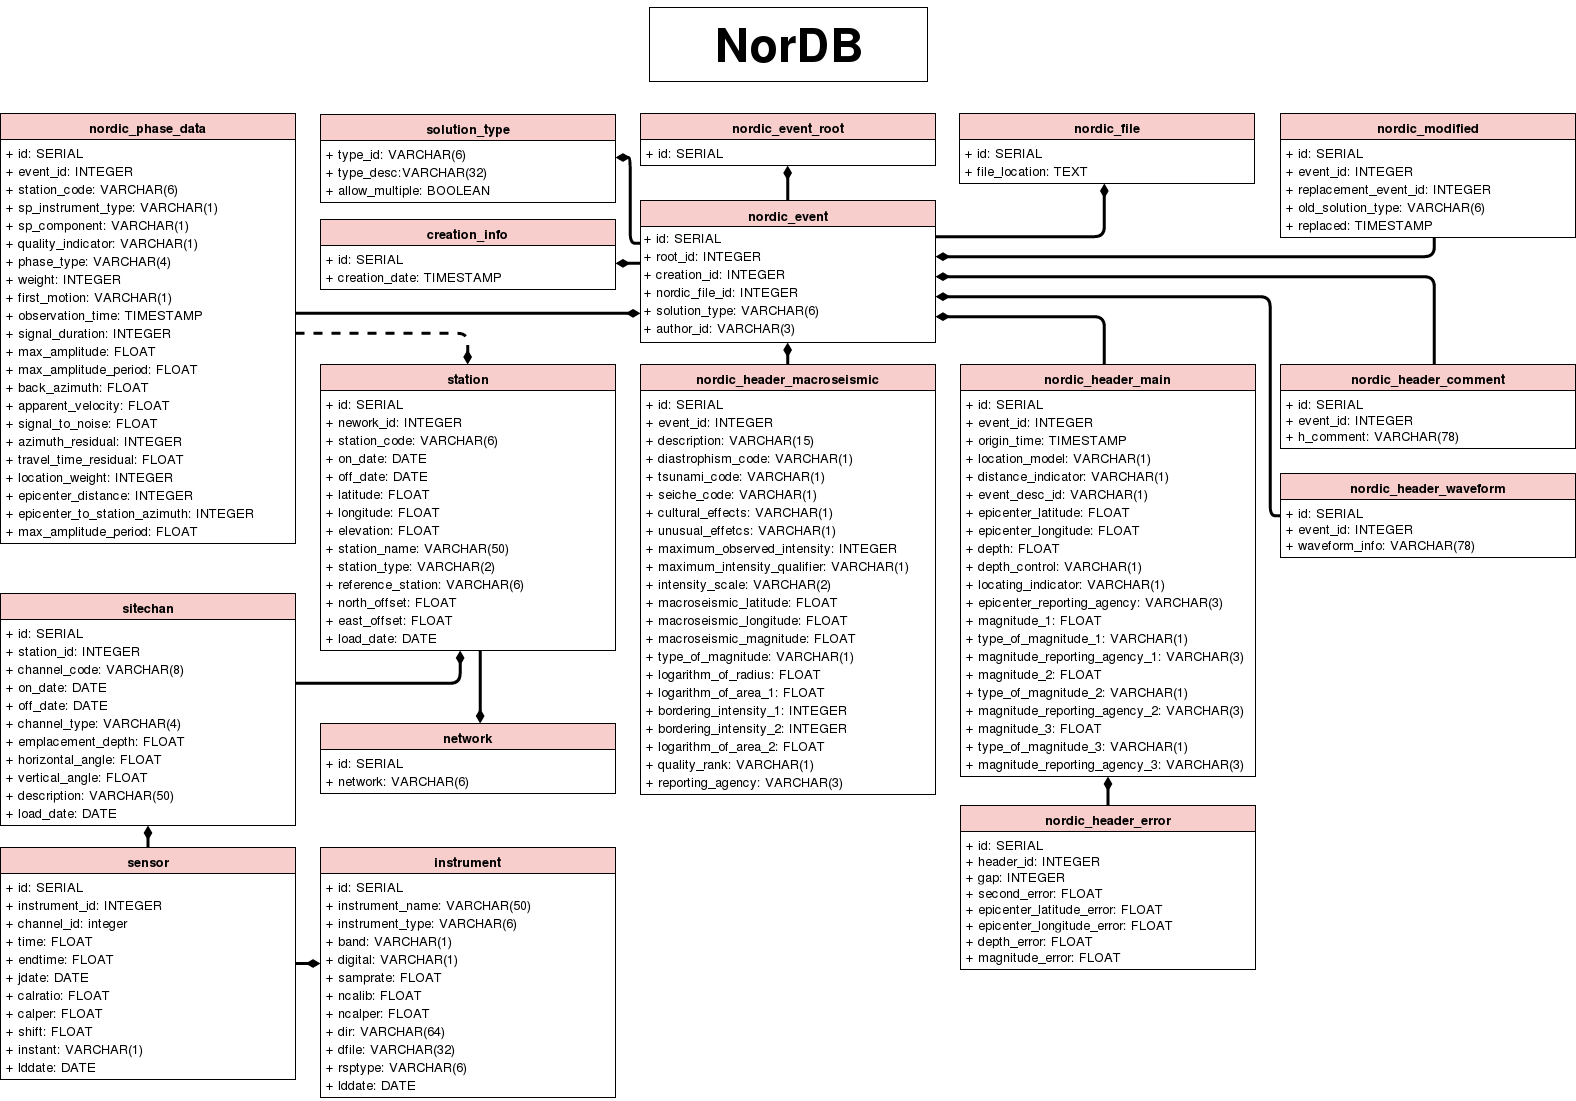 NorDB
nordic_phase_data
+ id: SERIAL
+ event_id: INTEGER
+ station_code: VARCHAR(6)
+ sp_instrument_type: VARCHAR(1)
+ sp_component: VARCHAR(1)
+ quality_indicator: VARCHAR(1)
+ phase_type: VARCHAR(4)
+ weight: INTEGER
+ first_motion: VARCHAR(1)
+ observation_time: TIMESTAMP
+ signal_duration: INTEGER
+ max_amplitude: FLOAT
+ max_amplitude_period: FLOAT
+ back_azimuth: FLOAT
+ apparent_velocity: FLOAT
+ signal_to_noise: FLOAT
+ azimuth_residual: INTEGER
+ travel_time_residual: FLOAT
+ location_weight: INTEGER
+ epicenter_distance: INTEGER
+ epicenter_to_station_azimuth: INTEGER
+ max_amplitude_period: FLOAT
solution_type
+ type_id: VARCHAR(6)
+ type_desc:VARCHAR(32)
+ allow_multiple: BOOLEAN
creation_info
+ id: SERIAL
+ creation_date: TIMESTAMP
nordic_event_root
+ id: SERIAL
nordic_event
+ id: SERIAL
+ root_id: INTEGER
+ creation_id: INTEGER
+ nordic_file_id: INTEGER
+ solution_type: VARCHAR(6)
+ author_id: VARCHAR(3)
nordic_file
+ id: SERIAL
+ file_location: TEXT
nordic_modified
+ id: SERIAL
+ event_id: INTEGER
+ replacement_event_id: INTEGER
+ old_solution_type: VARCHAR(6)
+ replaced: TIMESTAMP
station
+ id: SERIAL
+ nework_id: INTEGER
+ station_code: VARCHAR(6)
+ on_date: DATE
+ off_date: DATE
+ latitude: FLOAT
+ longitude: FLOAT
+ elevation: FLOAT
+ station_name: VARCHAR(50)
+ station_type: VARCHAR(2)
+ reference_station: VARCHAR(6)
+ north_offset: FLOAT
+ east_offset: FLOAT
+ load_date: DATE
nordic_header_macroseismic
+ id: SERIAL
+ event_id: INTEGER
+ description: VARCHAR(15)
+ diastrophism_code: VARCHAR(1)
+ tsunami_code: VARCHAR(1)
+ seiche_code: VARCHAR(1)
+ cultural_effects: VARCHAR(1)
+ unusual_effetcs: VARCHAR(1)
+ maximum_observed_intensity: INTEGER
+ maximum_intensity_qualifier: VARCHAR(1)
+ intensity_scale: VARCHAR(2)
+ macroseismic_latitude: FLOAT
+ macroseismic_longitude: FLOAT
+ macroseismic_magnitude: FLOAT
+ type_of_magnitude: VARCHAR(1)
+ logarithm_of_radius: FLOAT
+ logarithm_of_area_1: FLOAT
+ bordering_intensity_1: INTEGER
+ bordering_intensity_2: INTEGER
+ logarithm_of_area_2: FLOAT
+ quality_rank: VARCHAR(1)
+ reporting_agency: VARCHAR(3)
nordic_header_main
+ id: SERIAL
+ event_id: INTEGER
+ origin_time: TIMESTAMP
+ location_model: VARCHAR(1)
+ distance_indicator: VARCHAR(1)
+ event_desc_id: VARCHAR(1)
+ epicenter_latitude: FLOAT
+ epicenter_longitude: FLOAT
+ depth: FLOAT
+ depth_control: VARCHAR(1)
+ locating_indicator: VARCHAR(1)
+ epicenter_reporting_agency: VARCHAR(3)
+ magnitude_1: FLOAT
+ type_of_magnitude_1: VARCHAR(1)
+ magnitude_reporting_agency_1: VARCHAR(3)
+ magnitude_2: FLOAT
+ type_of_magnitude_2: VARCHAR(1)
+ magnitude_reporting_agency_2: VARCHAR(3)
+ magnitude_3: FLOAT
+ type_of_magnitude_3: VARCHAR(1)
+ magnitude_reporting_agency_3: VARCHAR(3)
nordic_header_comment
+ id: SERIAL
+ event_id: INTEGER
+ h_comment: VARCHAR(78)
nordic_header_waveform
+ id: SERIAL
+ event_id: INTEGER
+ waveform_info: VARCHAR(78)
sitechan
+ id: SERIAL
+ station_id: INTEGER
+ channel_code: VARCHAR(8)
+ on_date: DATE
+ off_date: DATE
+ channel_type: VARCHAR(4)
+ emplacement_depth: FLOAT
+ horizontal_angle: FLOAT
+ vertical_angle: FLOAT
+ description: VARCHAR(50)
+ load_date: DATE
network
+ id: SERIAL
+ network: VARCHAR(6)
sensor
+ id: SERIAL
+ instrument_id: INTEGER
+ channel_id: integer
+ time: FLOAT
+ endtime: FLOAT
+ jdate: DATE
+ calratio: FLOAT
+ calper: FLOAT
+ shift: FLOAT
+ instant: VARCHAR(1)
+ lddate: DATE
instrument
+ id: SERIAL
+ instrument_name: VARCHAR(50)
+ instrument_type: VARCHAR(6)
+ band: VARCHAR(1)
+ digital: VARCHAR(1)
+ samprate: FLOAT
+ ncalib: FLOAT
+ ncalper: FLOAT
+ dir: VARCHAR(64)
+ dfile: VARCHAR(32)
+ rsptype: VARCHAR(6)
+ lddate: DATE
nordic_header_error
+ id: SERIAL
+ header_id: INTEGER
+ gap: INTEGER
+ second_error: FLOAT
+ epicenter_latitude_error: FLOAT
+ epicenter_longitude_error: FLOAT
+ depth_error: FLOAT
+ magnitude_error: FLOAT